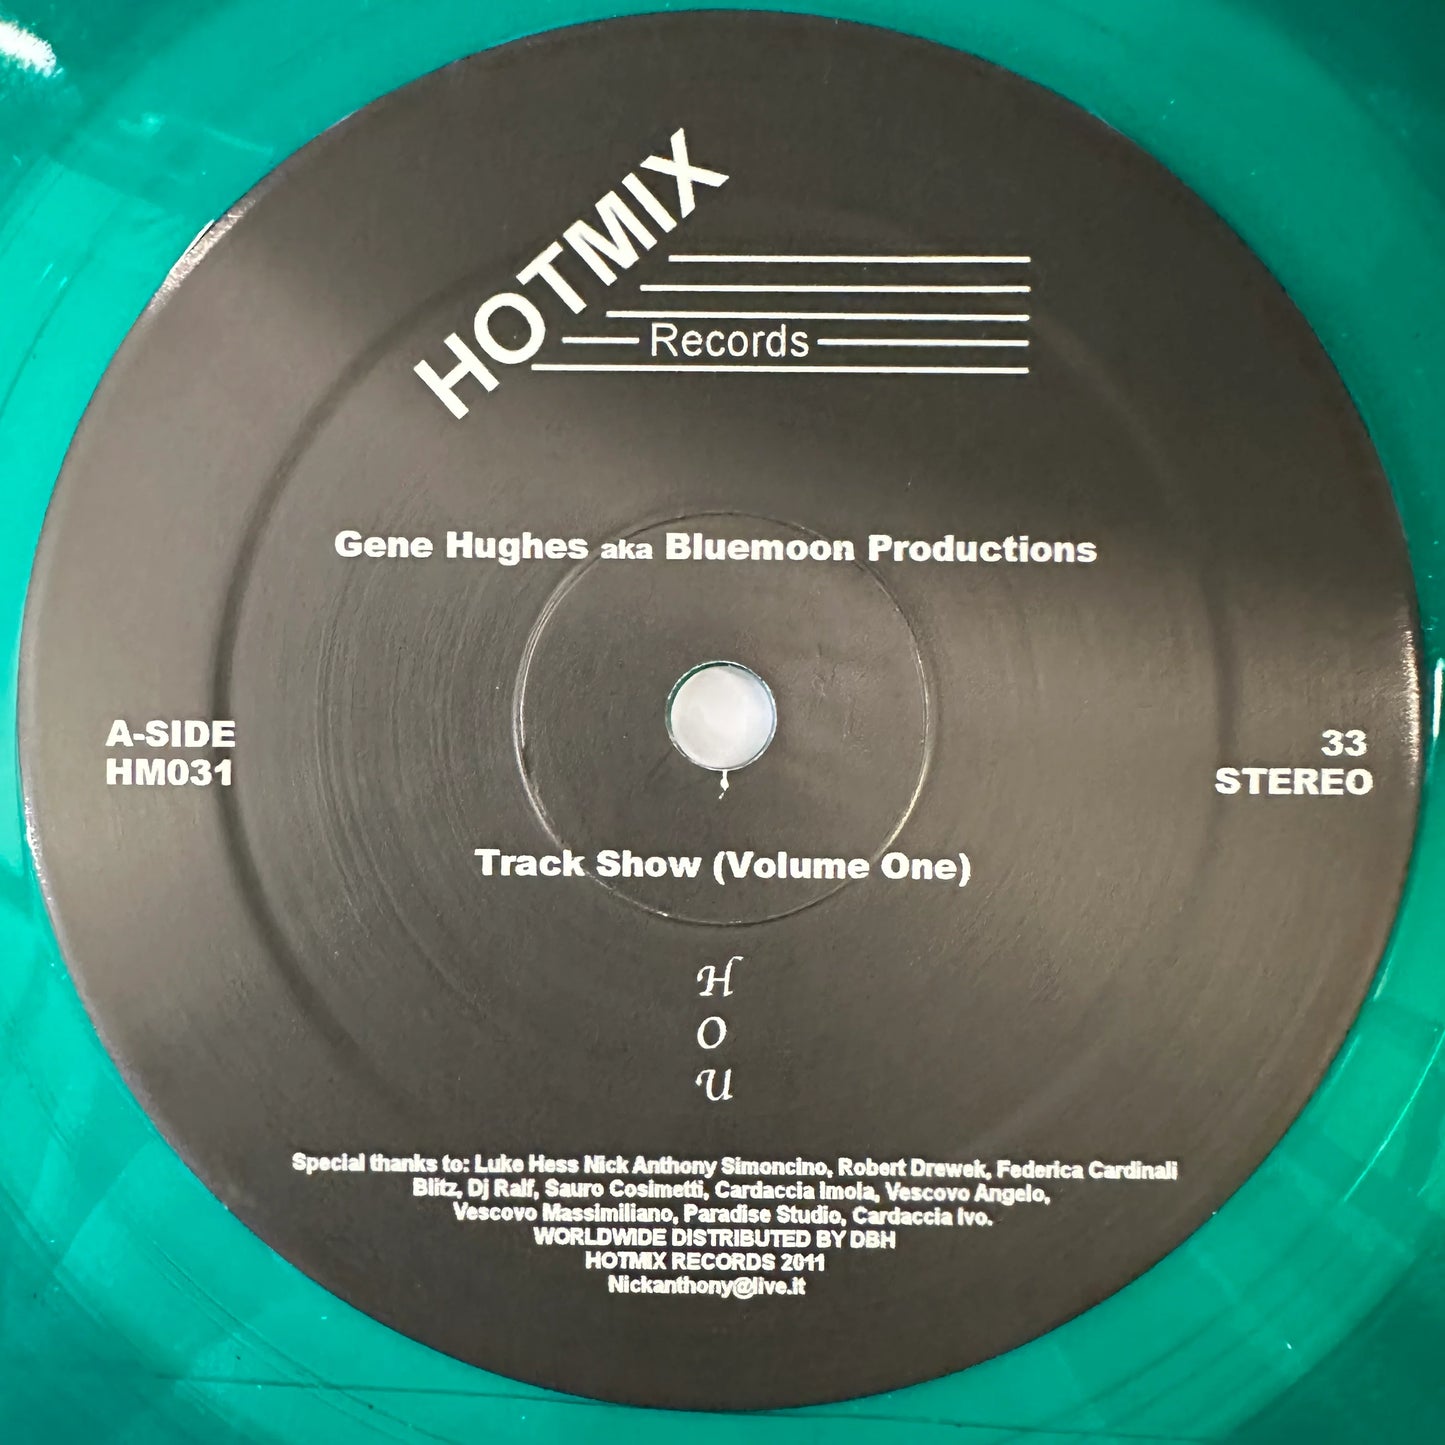 HOTMIX
Records
Gene Hughes aka Bluemoon Productions
A-SIDE
HM031
33
STEREO
Track Show (Volume One)
H
O
U
Special thanks to: Luke Hess Nick Anthony Simoncino, Robert Drewek, Federica Cardinali
Blitz, Dj Ralf, Sauro Cosimetti, Cardaccia Imola, Vescovo Angelo,
Vescovo Massimiliano, Paradise Studio, Cardaccia Ivo.
WORLDWIDE DISTRIBUTED BY DBH
HOTMIX RECORDS 2011
Nickanthony@live.it